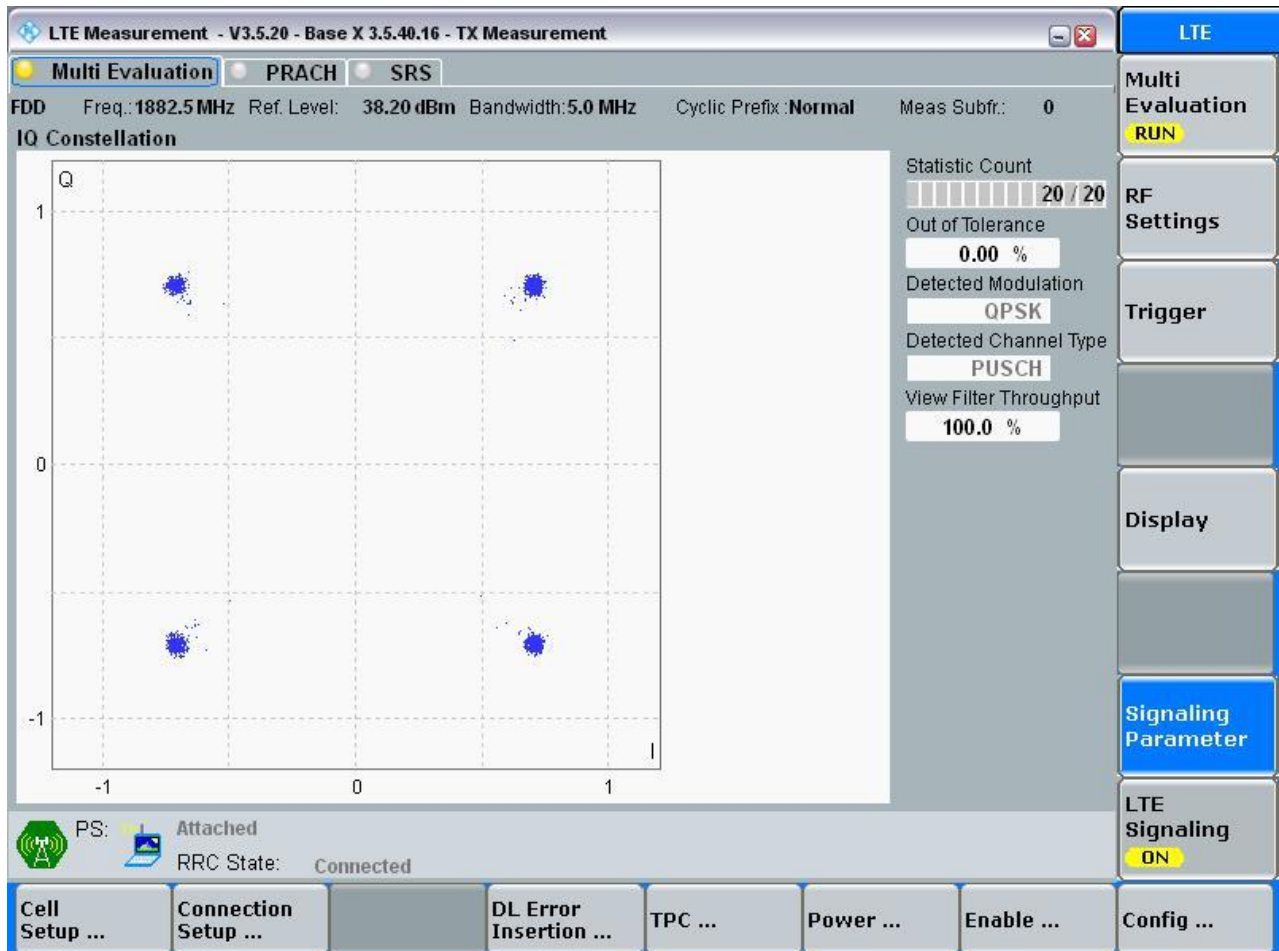 LTE Measurement - V3.5.20 - Base X 3.5.40.16 - TX Measurement
LTE
Multi Evaluation PRACH SRS
FDD Freq.: 1882.5 MHz Ref. Level: 38.20 dBm Bandwidth: 5.0 MHz Cyclic Prefix : Normal Meas Subfr.: 0
IQ Constellation
Q
1
0
-1
-1 0 1
I
Statistic Count
20 / 20
Out of Tolerance
0.00 %
Detected Modulation
QPSK
Detected Channel Type
PUSCH
View Filter Throughput
100.0 %
Multi
Evaluation
RUN
RF
Settings
Trigger
Display
Signaling
Parameter
LTE
Signaling
ON
PS: Attached
RRC State: Connected
Cell
Setup ...
Connection
Setup ...
DL Error
Insertion ...
TPC ...
Power ...
Enable ...
Config ...